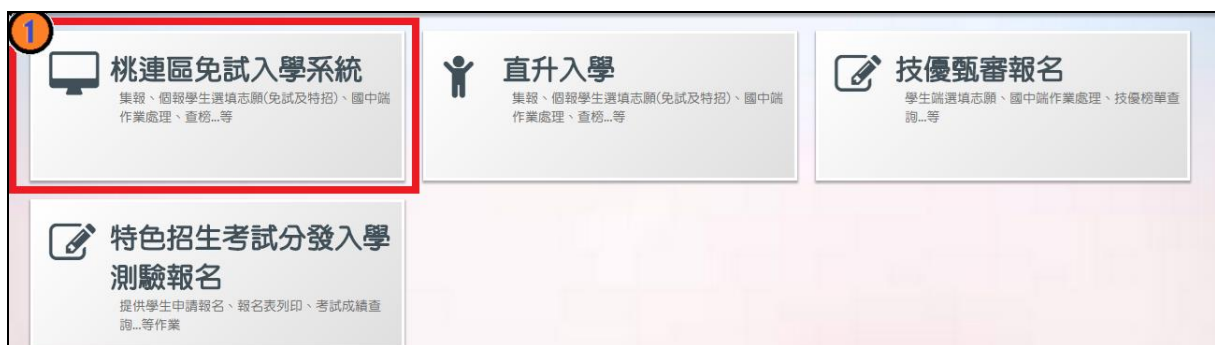 1
桃連區免試入學系統
集報、個報學生選填志願(免試及特招)、國中端
作業處理、查榜...等
直升入學
集報、個報學生選填志願(免試及特招)、國中端
作業處理、查榜...等
技優甄審報名
學生端選填志願、國中端作業處理、技優榜單查
詢...等
特色招生考試分發入學
測驗報名
提供學生申請報名、報名表列印、考試成績查
詢...等作業